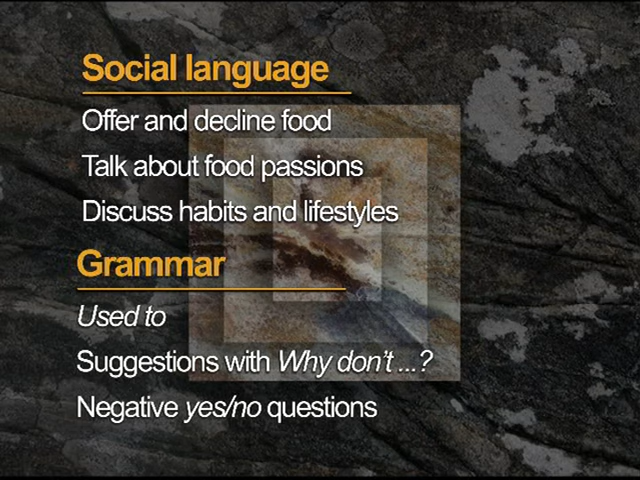 Social language
Offer and decline food
Talk about food passions
Discuss habits and lifestyles
Grammar
Used to
Suggestions with Why don't ...?
Negative yes/no questions